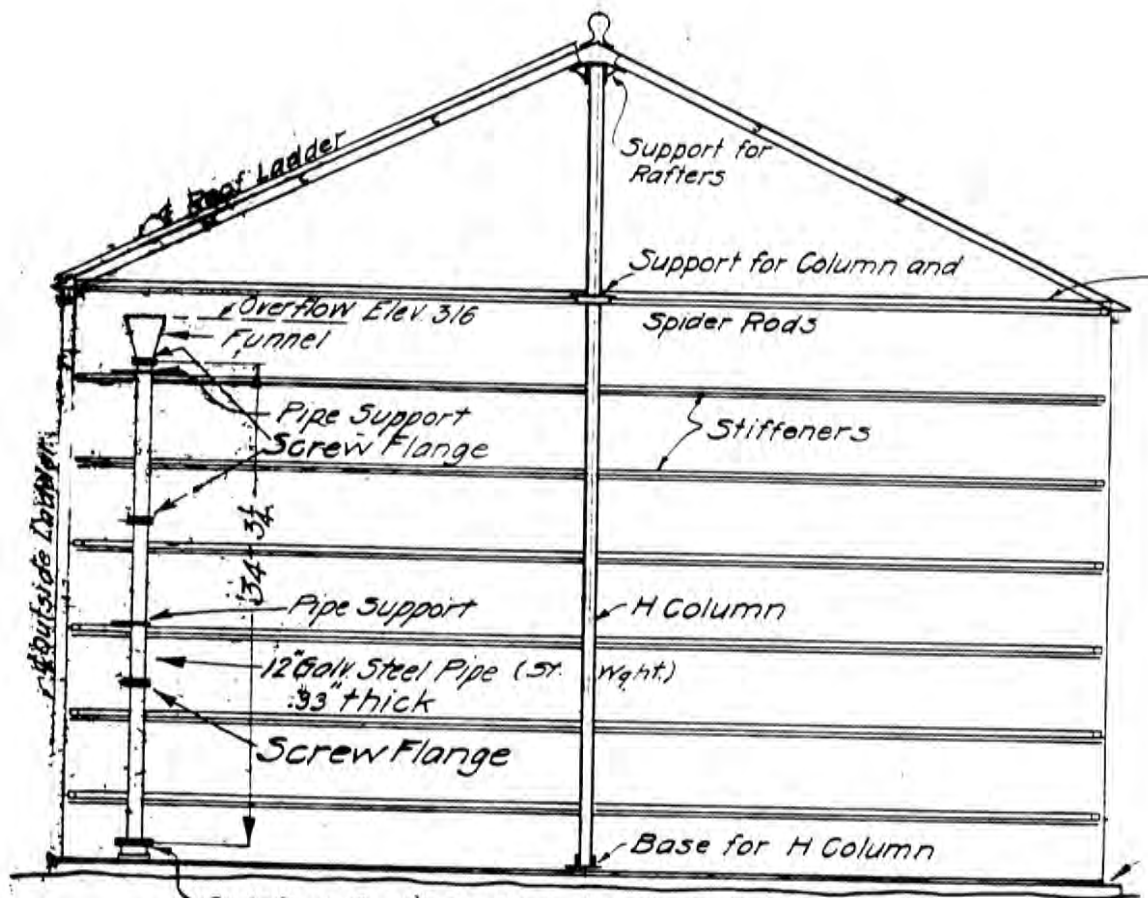 ℄ Roof Ladder
Support for
Rafters
Support for Column and
Spider Rods
Overflow Elev. 316
Funnel
Pipe Support
Screw Flange
Stiffeners
℄ Outside Ladder
34'-3¼"
Pipe Support
H Column
12" Galv. Steel Pipe (St. Wght.)
.33" thick
Screw Flange
Base for H Column